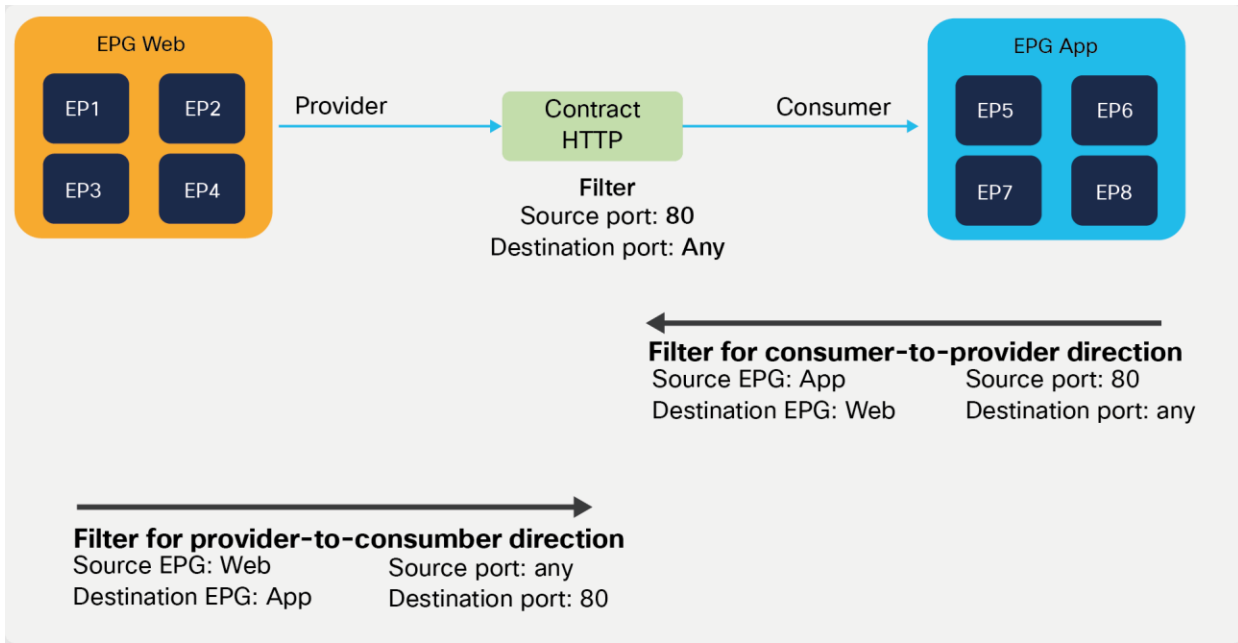 EPG Web
EP1
EP2
EP3
EP4
Provider
Contract
HTTP
Consumer
EPG App
EP5
EP6
EP7
EP8
Filter
Source port: 80
Destination port: Any
Filter for consumer-to-provider direction
Source EPG: App
Source port: 80
Destination EPG: Web
Destination port: any
Filter for provider-to-consumber direction
Source EPG: Web
Source port: any
Destination EPG: App
Destination port: 80